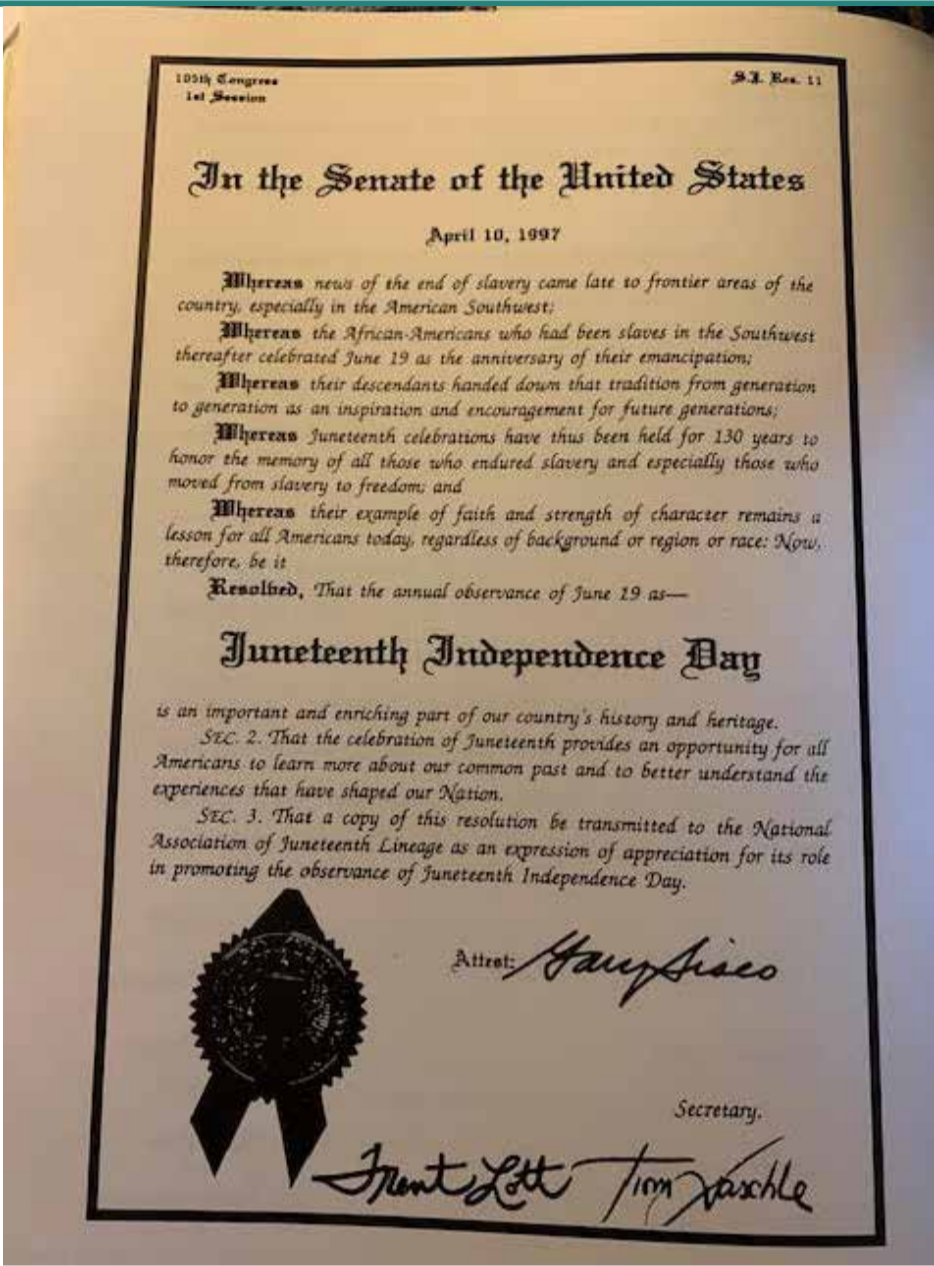 105th Congress
1st Session
S.J. Res. 11
In the Senate of the United States
April 10, 1997
Whereas news of the end of slavery came late to frontier areas of the
country, especially in the American Southwest;
Whereas the African-Americans who had been slaves in the Southwest
thereafter celebrated June 19 as the anniversary of their emancipation;
Whereas their descendants handed down that tradition from generation
to generation as an inspiration and encouragement for future generations;
Whereas Juneteenth celebrations have thus been held for 130 years to
honor the memory of all those who endured slavery and especially those who
moved from slavery to freedom; and
Whereas their example of faith and strength of character remains a
lesson for all Americans today, regardless of background or region or race: Now,
therefore, be it
Resolved, That the annual observance of June 19 as—
Juneteenth Independence Day
is an important and enriching part of our country's history and heritage.
SEC. 2. That the celebration of Juneteenth provides an opportunity for all
Americans to learn more about our common past and to better understand the
experiences that have shaped our Nation.
SEC. 3. That a copy of this resolution be transmitted to the National
Association of Juneteenth Lineage as an expression of appreciation for its role
in promoting the observance of Juneteenth Independence Day.
Attest: Gary Sisco
Secretary.
Trent Lott Tom Daschle